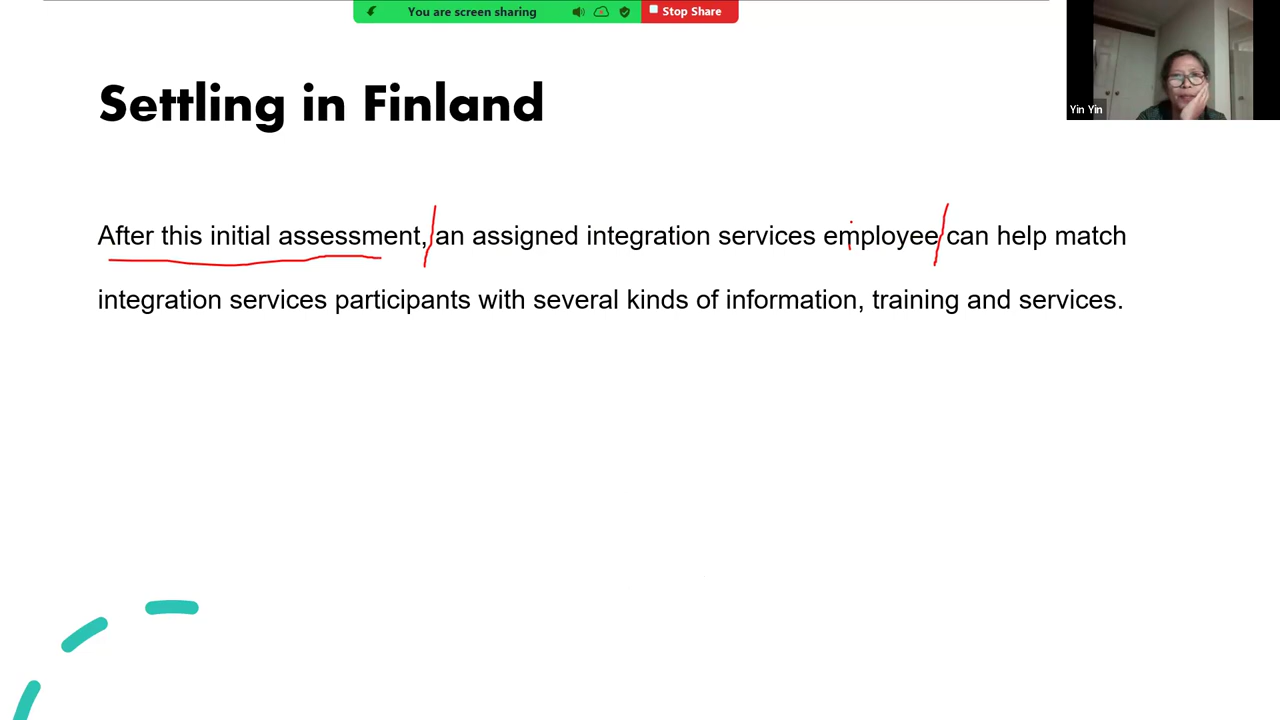 You are screen sharing
Stop Share
Yin Yin
Settling in Finland
After this initial assessment, an assigned integration services employee can help match
integration services participants with several kinds of information, training and services.